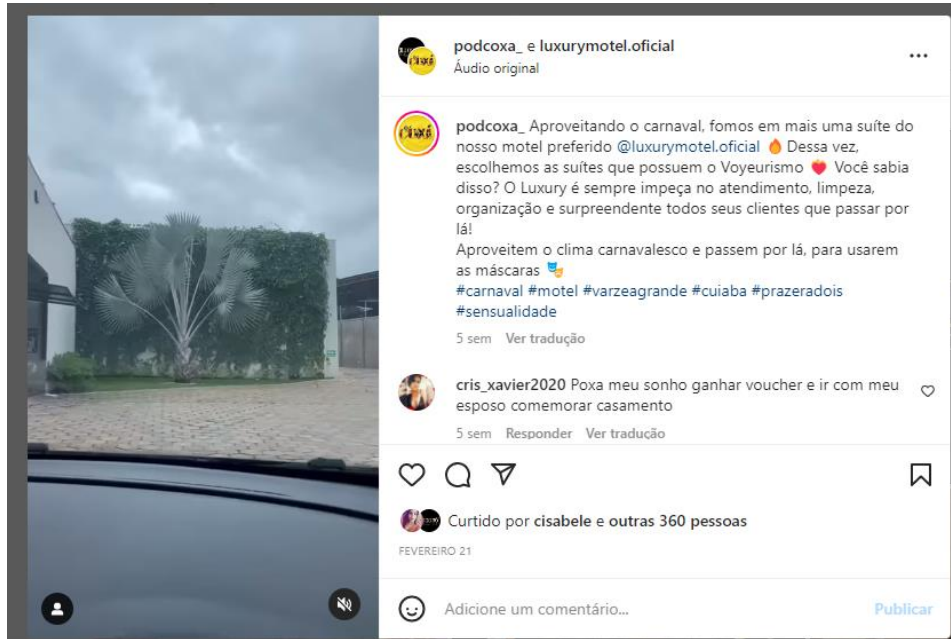 podcoxa_ e luxurymotel.oficial
Áudio original
podcoxa_ Aproveitando o carnaval, fomos em mais uma suíte do
nosso motel preferido @luxurymotel.oficial 🔥 Dessa vez,
escolhemos as suítes que possuem o Voyeurismo ❤️‍🔥 Você sabia
disso? O Luxury é sempre impeça no atendimento, limpeza,
organização e surpreendente todos seus clientes que passar por
lá!
Aproveitem o clima carnavalesco e passem por lá, para usarem
as máscaras 🎭
#carnaval #motel #varzeagrande #cuiaba #prazeradois
#sensualidade
5 sem Ver tradução
cris_xavier2020 Poxa meu sonho ganhar voucher e ir com meu
esposo comemorar casamento
5 sem Responder Ver tradução
Curtido por cisabele e outras 360 pessoas
FEVEREIRO 21
Adicione um comentário... Publicar